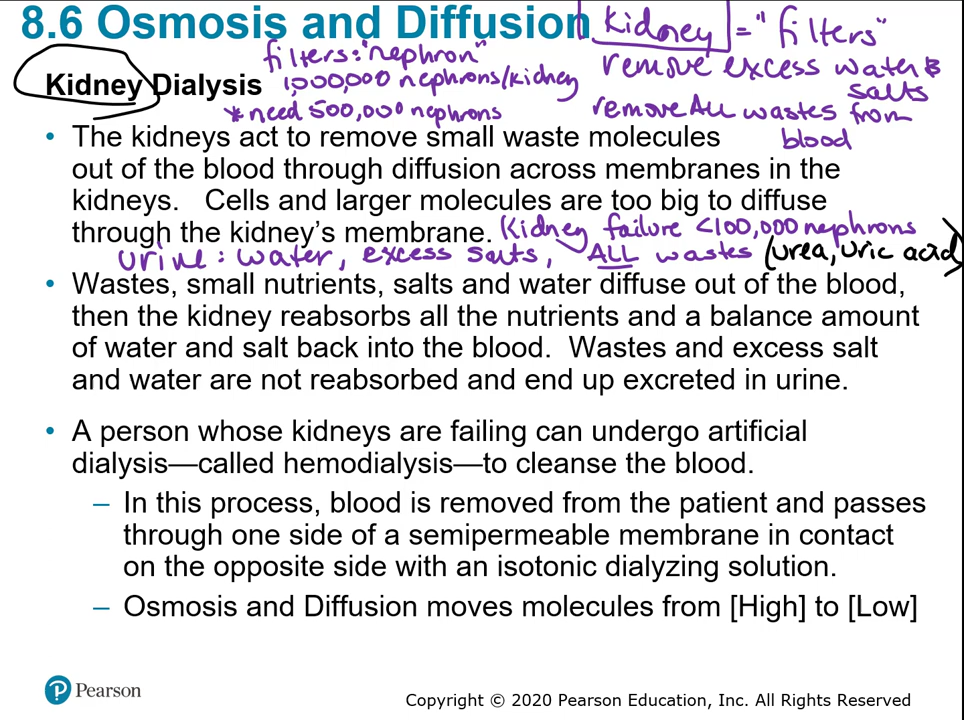 8.6 Osmosis and Diffusion
Kidney = "filters"
remove excess water &
salts
remove All wastes from
blood
filters: "nephron"
1,000,000 nephrons/kidney
*need 500,000 nephrons
Kidney Dialysis
• The kidneys act to remove small waste molecules
out of the blood through diffusion across membranes in the
kidneys. Cells and larger molecules are too big to diffuse
through the kidney's membrane.
Kidney failure <100,000 nephrons
urine: water, excess salts, ALL wastes (urea, uric acid)
• Wastes, small nutrients, salts and water diffuse out of the blood,
then the kidney reabsorbs all the nutrients and a balance amount
of water and salt back into the blood. Wastes and excess salt
and water are not reabsorbed and end up excreted in urine.
• A person whose kidneys are failing can undergo artificial
dialysis—called hemodialysis—to cleanse the blood.
– In this process, blood is removed from the patient and passes
through one side of a semipermeable membrane in contact
on the opposite side with an isotonic dialyzing solution.
– Osmosis and Diffusion moves molecules from [High] to [Low]
P Pearson
Copyright © 2020 Pearson Education, Inc. All Rights Reserved